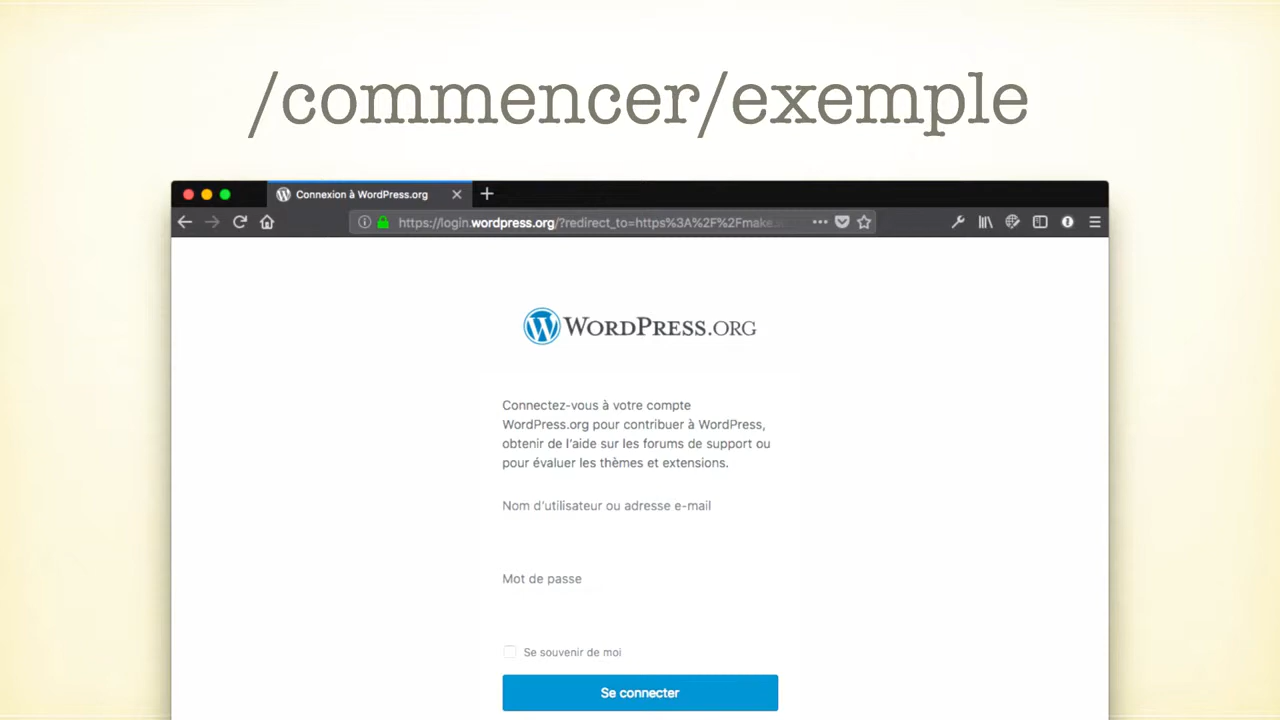 /commencer/exemple
Connexion à WordPress.org
https://login.wordpress.org/?redirect_to=https%3A%2F%2Fmake.
WORDPRESS.ORG
Connectez-vous à votre compte
WordPress.org pour contribuer à WordPress,
obtenir de l'aide sur les forums de support ou
pour évaluer les thèmes et extensions.
Nom d'utilisateur ou adresse e-mail
Mot de passe
Se souvenir de moi
Se connecter